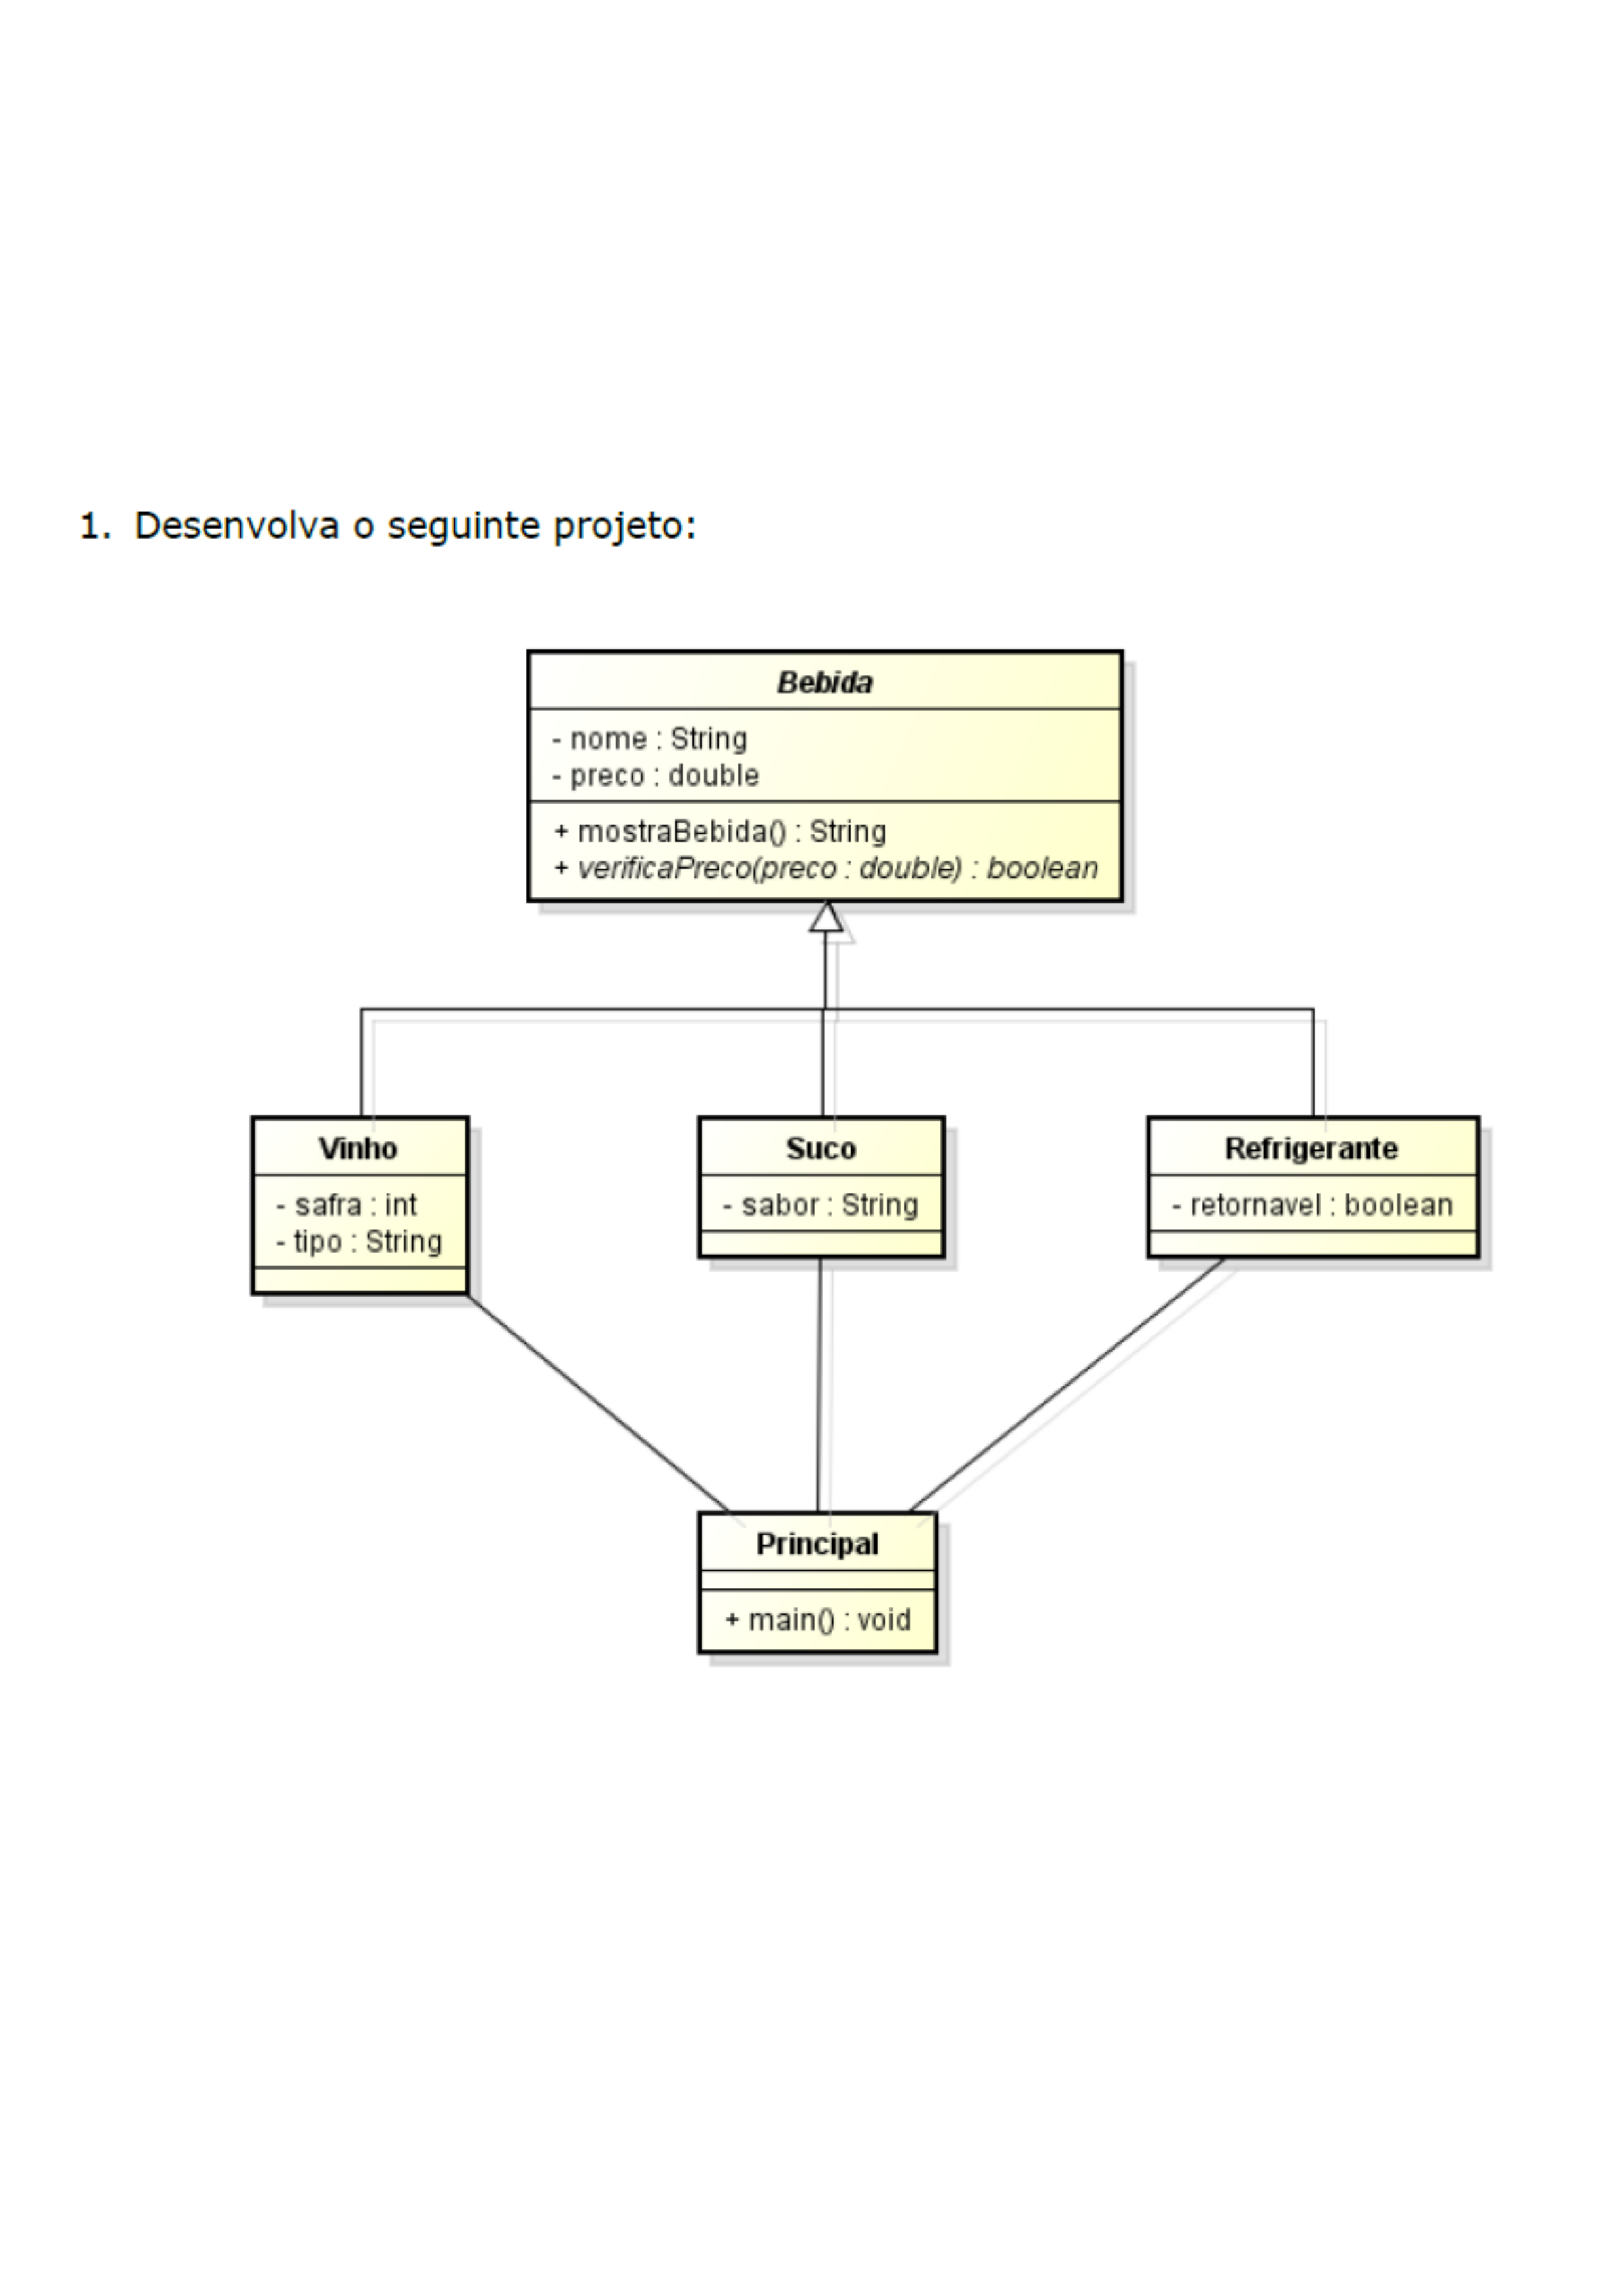 1. Desenvolva o seguinte projeto:
Bebida
- nome : String
- preco : double
+ mostraBebida() : String
+ verificaPreco(preco : double) : boolean
Vinho
- safra : int
- tipo : String
Suco
- sabor : String
Refrigerante
- retornavel : boolean
Principal
+ main() : void